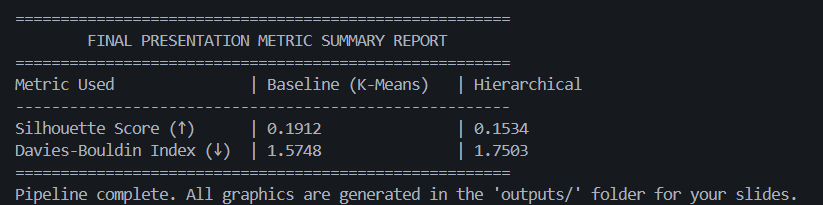 =======================================================
FINAL PRESENTATION METRIC SUMMARY REPORT
=======================================================
Metric Used | Baseline (K-Means) | Hierarchical
-------------------------------------------------------
Silhouette Score (↑) | 0.1912 | 0.1534
Davies-Bouldin Index (↓) | 1.5748 | 1.7503
=======================================================
Pipeline complete. All graphics are generated in the 'outputs/' folder for your slides.